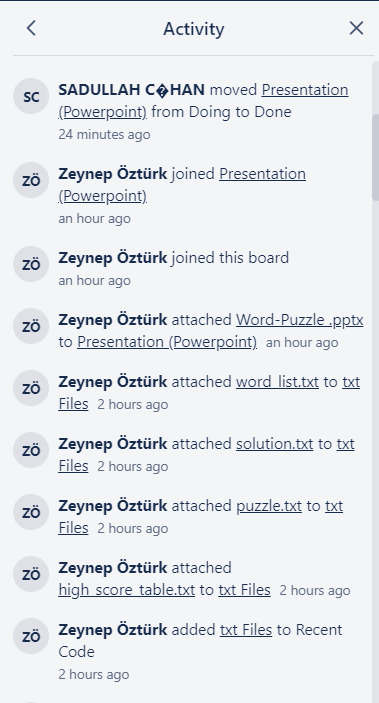 Activity
SC
SADULLAH C�HAN moved Presentation
(Powerpoint) from Doing to Done
24 minutes ago
ZÖ
Zeynep Öztürk joined Presentation
(Powerpoint)
an hour ago
ZÖ
Zeynep Öztürk joined this board
an hour ago
ZÖ
Zeynep Öztürk attached Word-Puzzle .pptx
to Presentation (Powerpoint) an hour ago
ZÖ
Zeynep Öztürk attached word_list.txt to txt
Files 2 hours ago
ZÖ
Zeynep Öztürk attached solution.txt to txt
Files 2 hours ago
ZÖ
Zeynep Öztürk attached puzzle.txt to txt
Files 2 hours ago
ZÖ
Zeynep Öztürk attached
high_score_table.txt to txt Files 2 hours ago
ZÖ
Zeynep Öztürk added txt Files to Recent
Code
2 hours ago